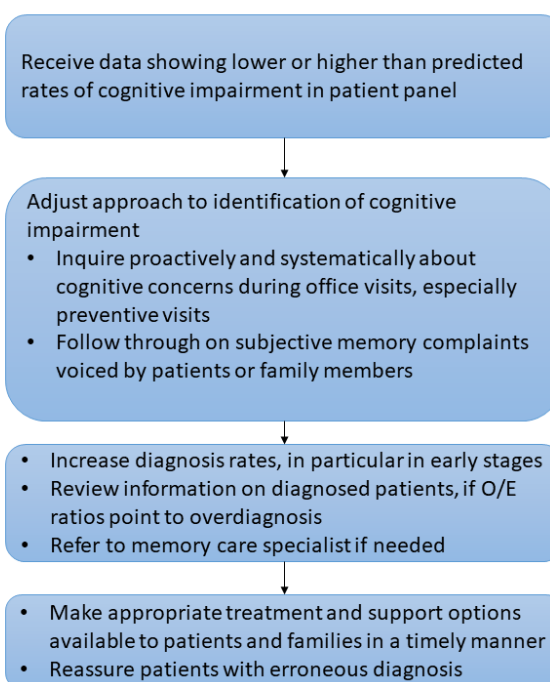 Receive data showing lower or higher than predicted
rates of cognitive impairment in patient panel
Adjust approach to identification of cognitive
impairment
• Inquire proactively and systematically about
cognitive concerns during office visits, especially
preventive visits
• Follow through on subjective memory complaints
voiced by patients or family members
• Increase diagnosis rates, in particular in early stages
• Review information on diagnosed patients, if O/E
ratios point to overdiagnosis
• Refer to memory care specialist if needed
• Make appropriate treatment and support options
available to patients and families in a timely manner
• Reassure patients with erroneous diagnosis